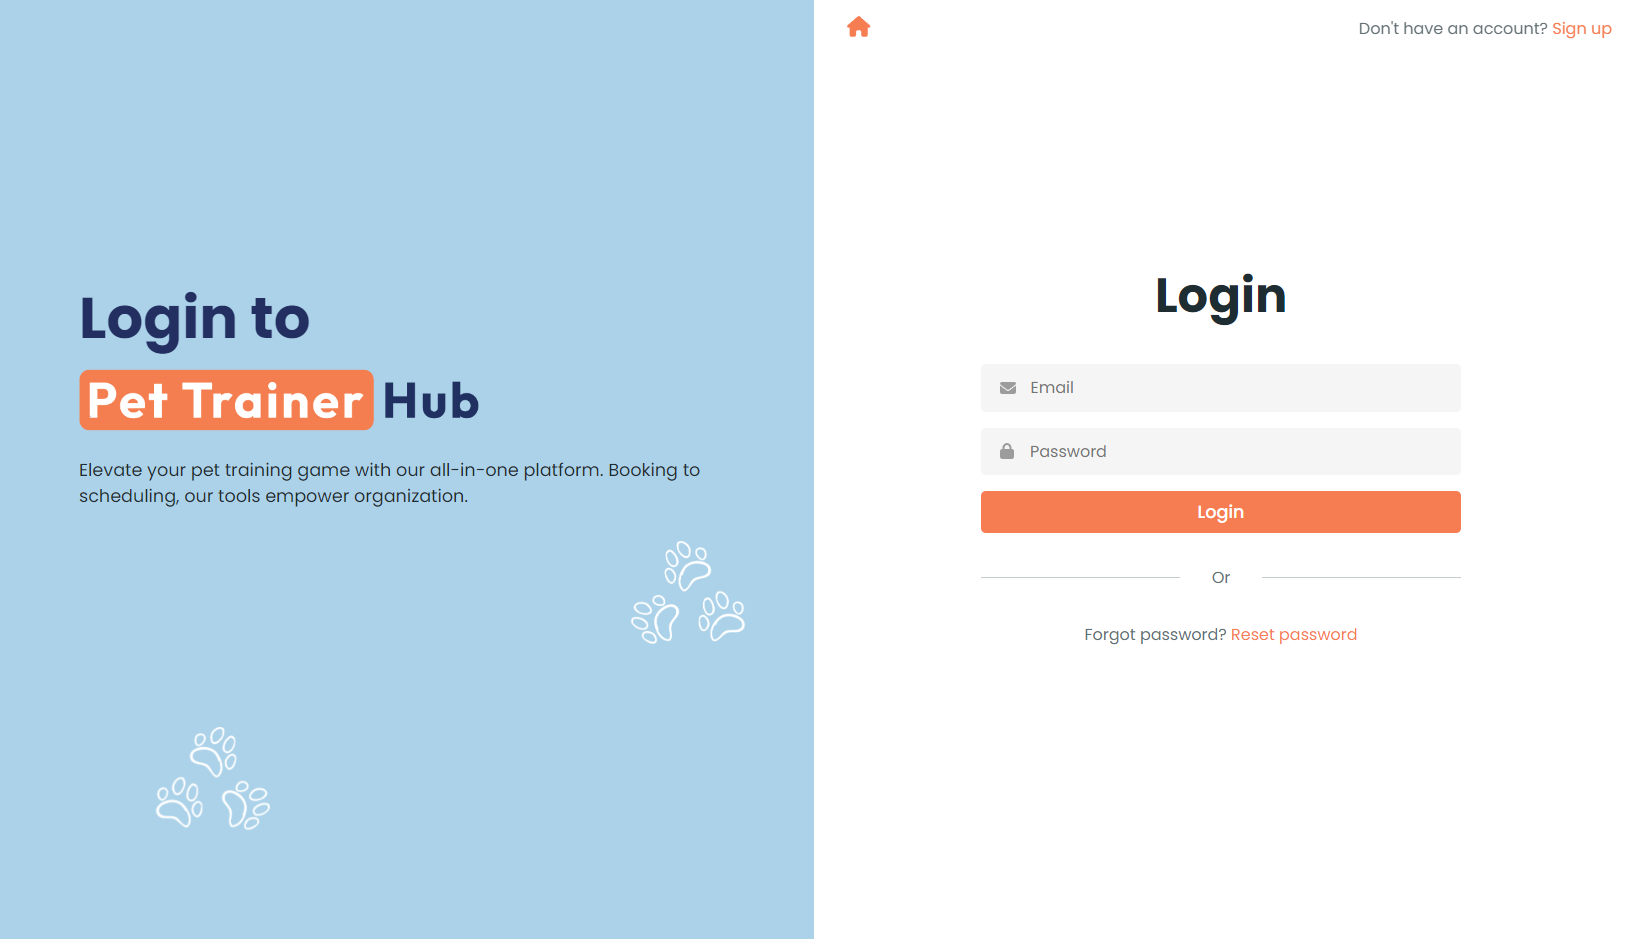 Login to
Pet Trainer Hub
Elevate your pet training game with our all-in-one platform. Booking to
scheduling, our tools empower organization.
Don't have an account? Sign up
Login
Email
Password
Login
Or
Forgot password? Reset password